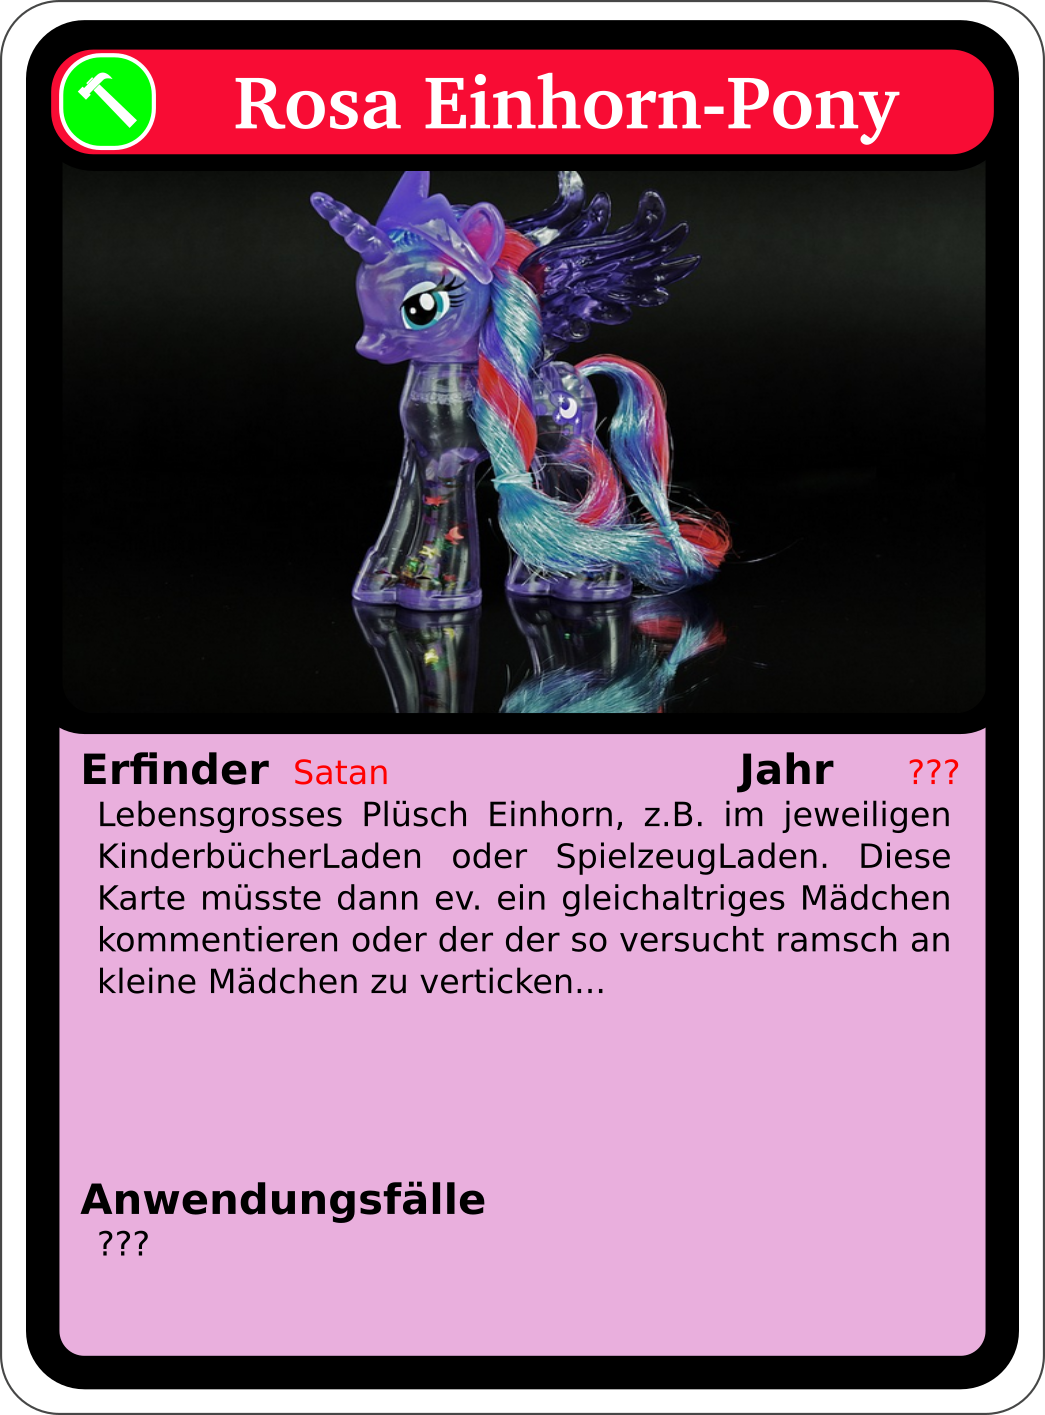 Rosa Einhorn-Pony
Erfinder Satan Jahr ???
Lebensgrosses Plüsch Einhorn, z.B. im jeweiligen
KinderbücherLaden oder SpielzeugLaden. Diese
Karte müsste dann ev. ein gleichaltriges Mädchen
kommentieren oder der der so versucht ramsch an
kleine Mädchen zu verticken...
Anwendungsfälle
???